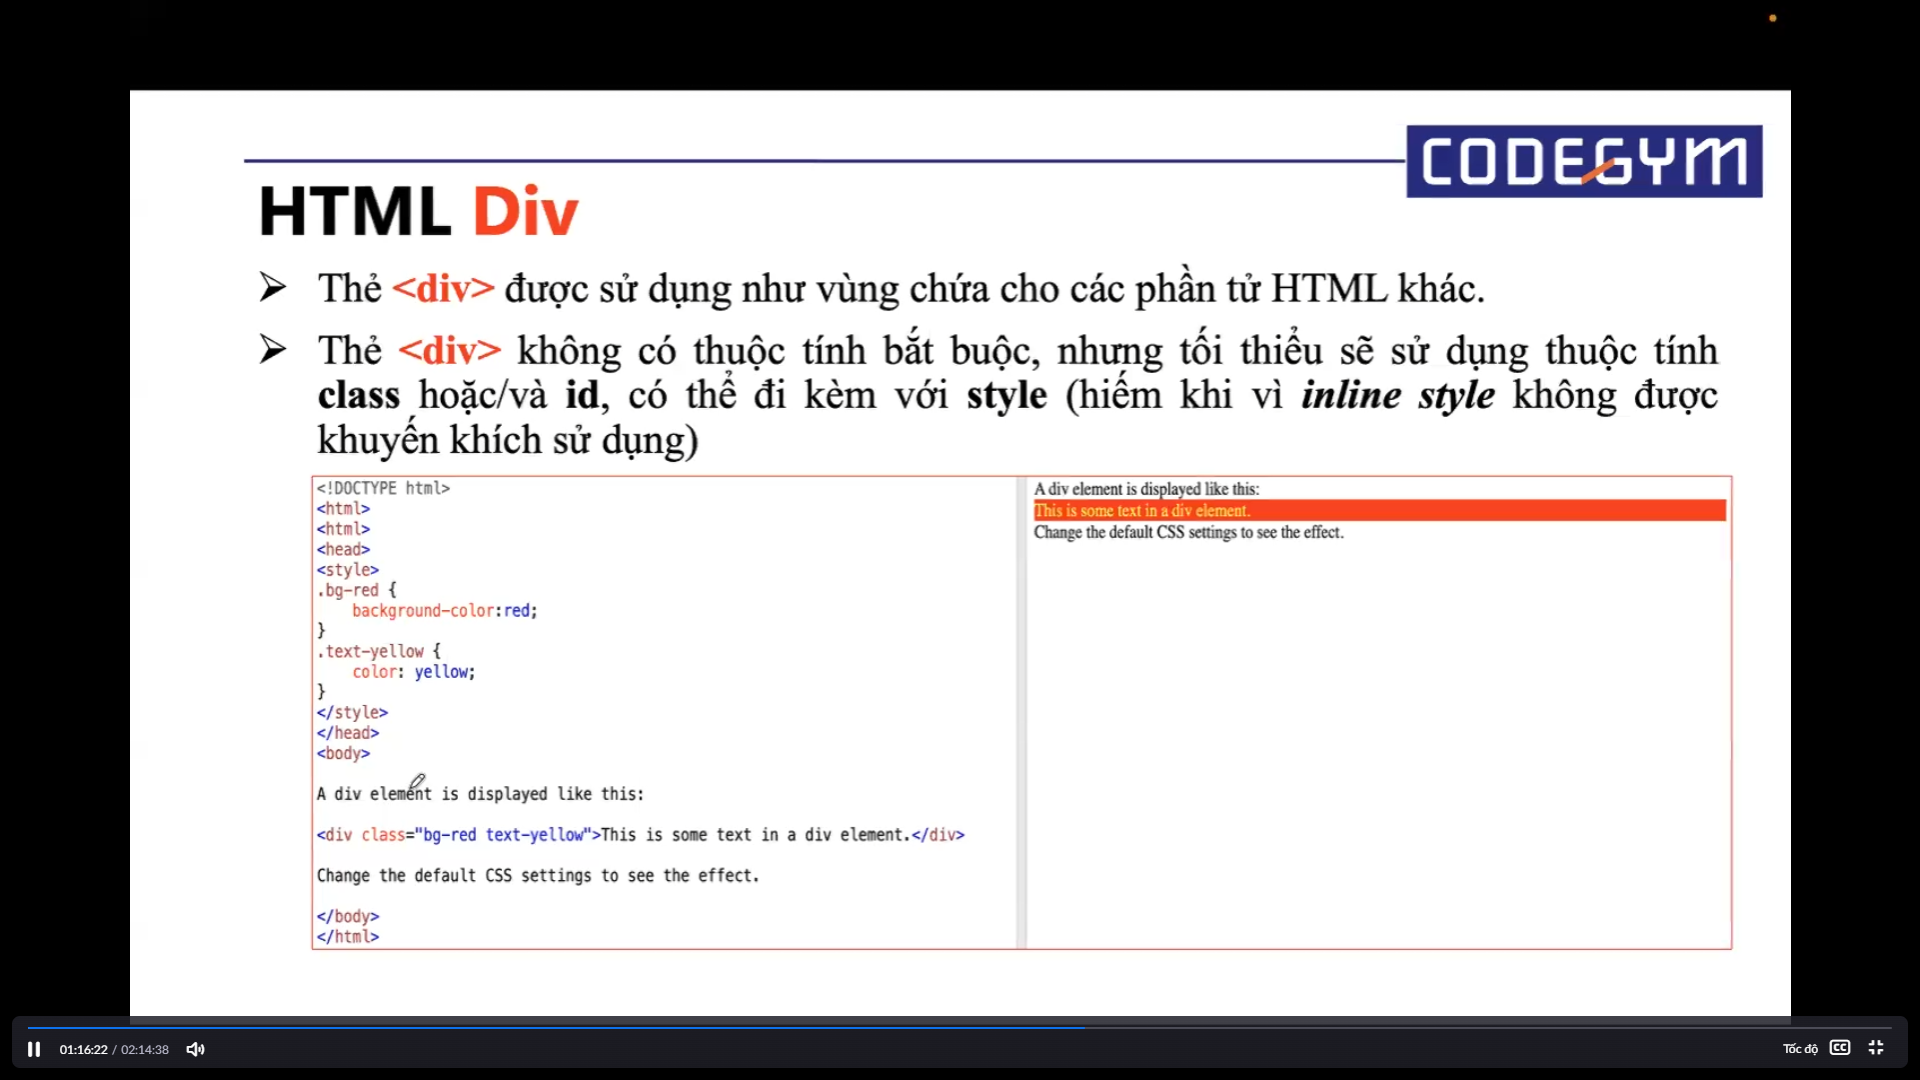 CODEGYM
HTML Div
➢ Thẻ <div> được sử dụng như vùng chứa cho các phần tử HTML khác.
➢ Thẻ <div> không có thuộc tính bắt buộc, nhưng tối thiểu sẽ sử dụng thuộc tính
class hoặc/và id, có thể đi kèm với style (hiếm khi vì inline style không được
khuyến khích sử dụng)
<!DOCTYPE html>
<html>
<html>
<head>
<style>
.bg-red {
    background-color:red;
}
.text-yellow {
    color: yellow;
}
</style>
</head>
<body>
A div element is displayed like this:
<div class="bg-red text-yellow">This is some text in a div element.</div>
Change the default CSS settings to see the effect.
</body>
</html>
A div element is displayed like this:
This is some text in a div element.
Change the default CSS settings to see the effect.
01:16:22 / 02:14:38
Tốc độ
CC